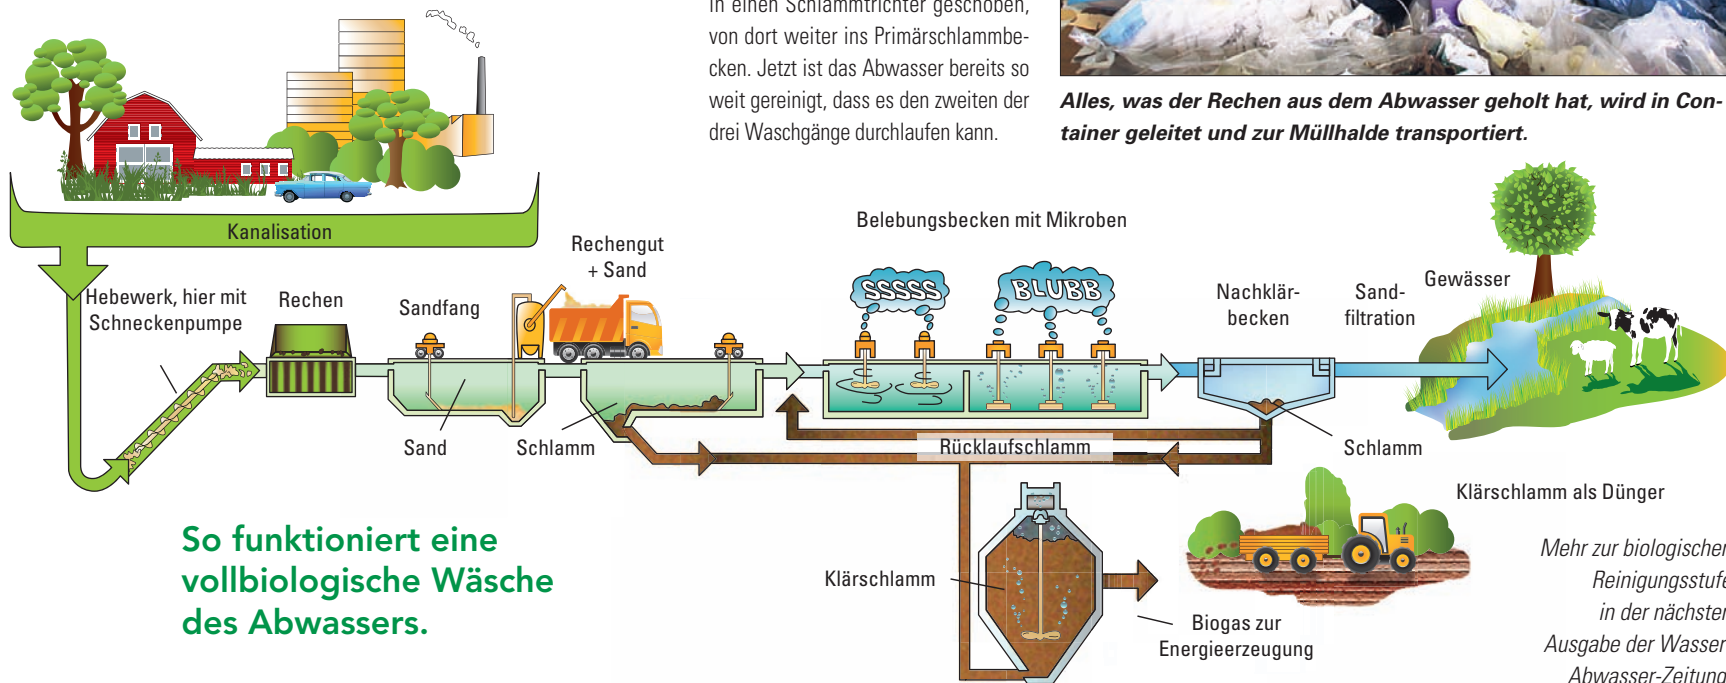 in einen Schlammtrichter geschoben,
von dort weiter ins Primärschlammbe-
cken. Jetzt ist das Abwasser bereits so
weit gereinigt, dass es den zweiten der
drei Waschgänge durchlaufen kann.
Alles, was der Rechen aus dem Abwasser geholt hat, wird in Con-
tainer geleitet und zur Müllhalde transportiert.
Kanalisation
Hebewerk, hier mit
Schneckenpumpe
Rechen
Sandfang
Rechengut
+ Sand
Belebungsbecken mit Mikroben
SSSSS
BLUBB
Nachklär-
becken
Sand-
filtration
Gewässer
Sand
Schlamm
Rücklaufschlamm
Schlamm
Klärschlamm
Klärschlamm als Dünger
Biogas zur
Energieerzeugung
So funktioniert eine
vollbiologische Wäsche
des Abwassers.
Mehr zur biologischen
Reinigungsstufe
in der nächsten
Ausgabe der Wasser-
Abwasser-Zeitung